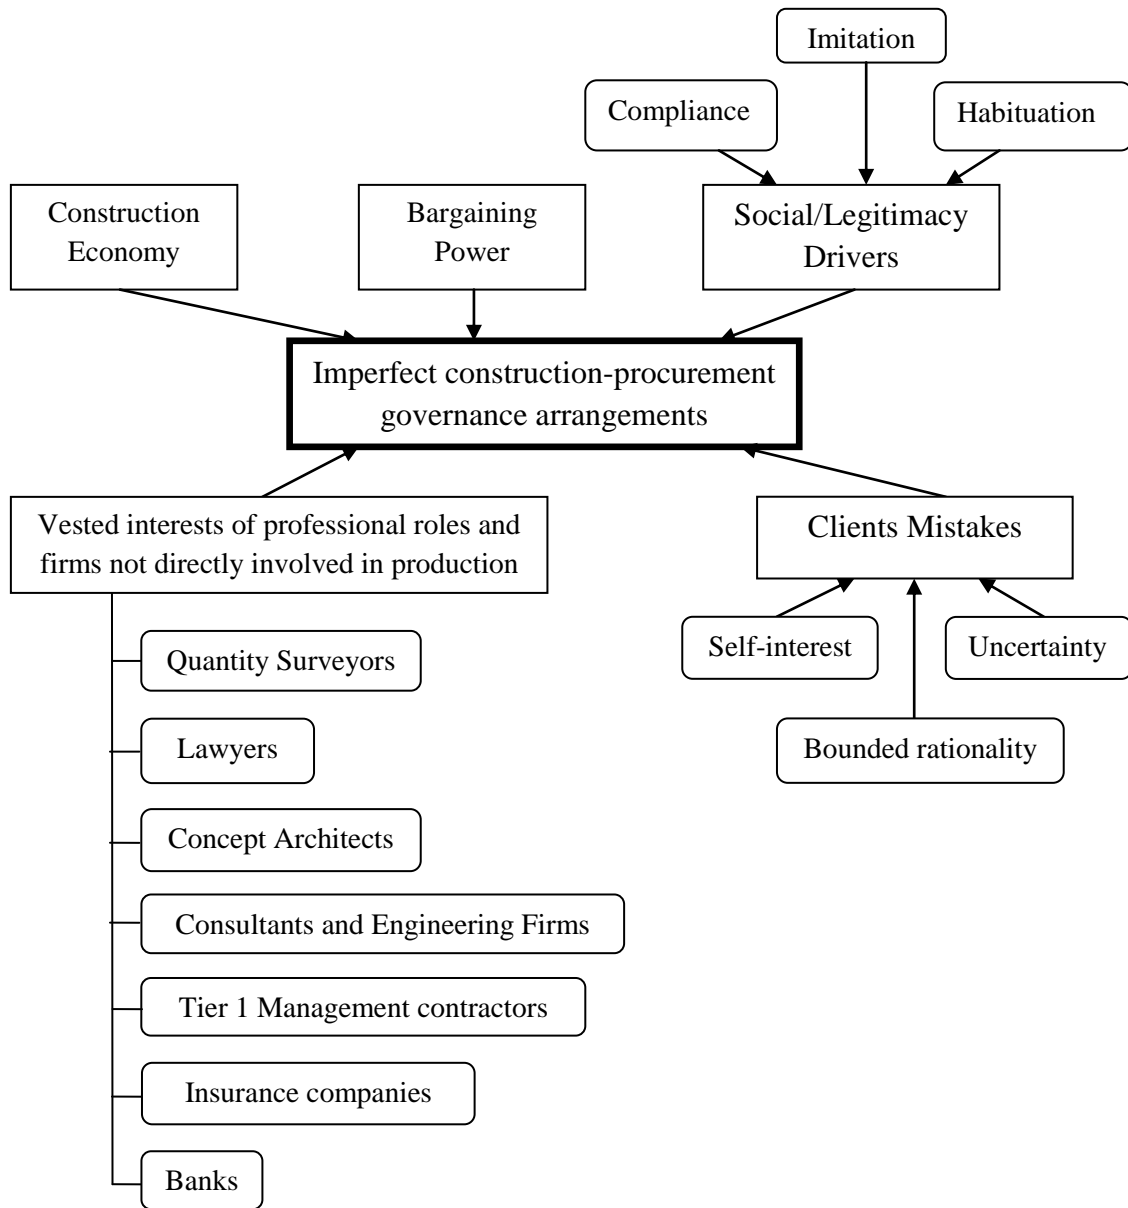 Imitation
Compliance
Habituation
Construction
Economy
Bargaining
Power
Social/Legitimacy
Drivers
Imperfect construction-procurement
governance arrangements
Vested interests of professional roles and
firms not directly involved in production
Clients Mistakes
Self-interest
Uncertainty
Bounded rationality
Quantity Surveyors
Lawyers
Concept Architects
Consultants and Engineering Firms
Tier 1 Management contractors
Insurance companies
Banks